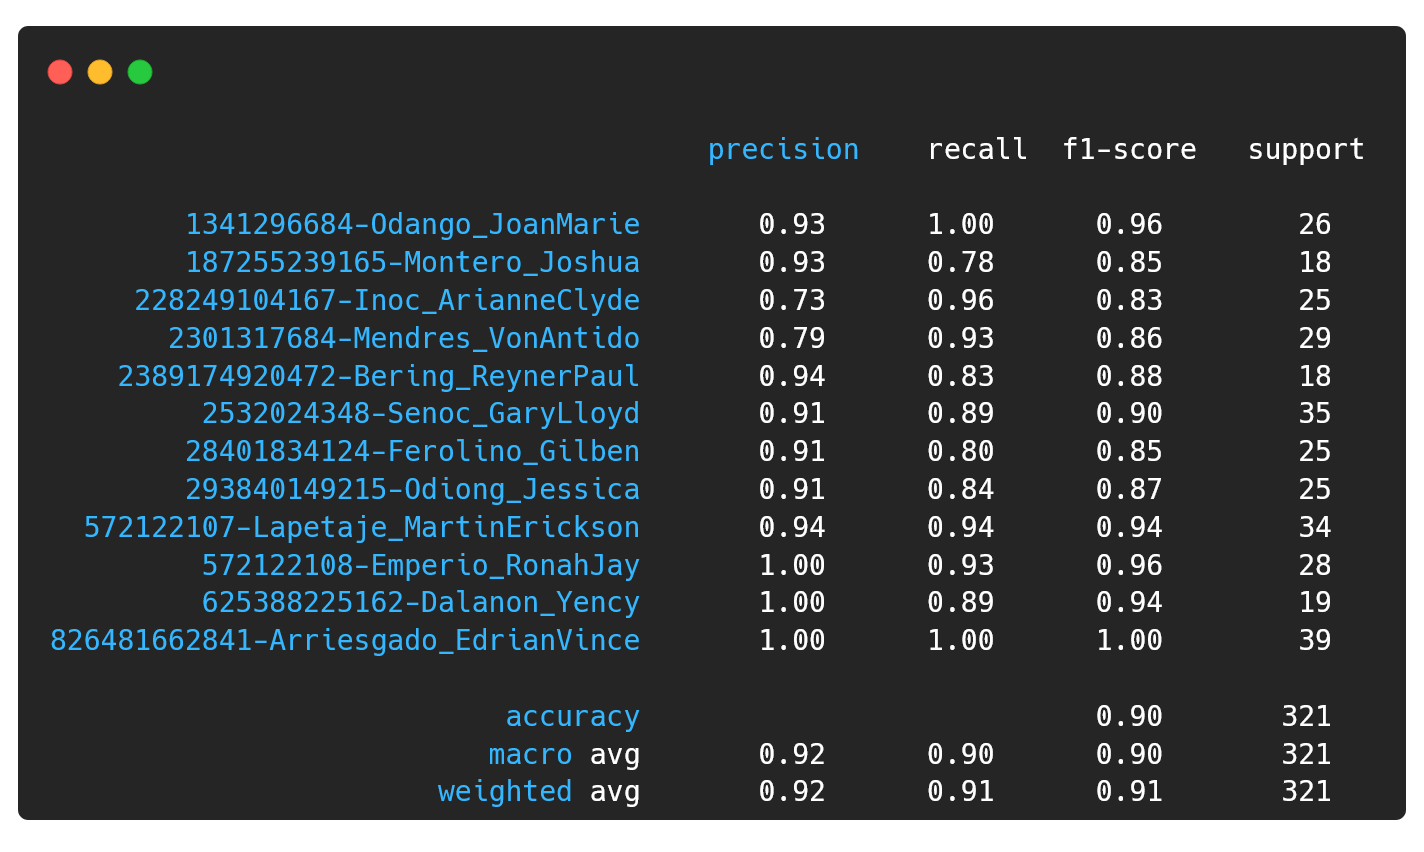 precision recall f1-score support
1341296684-Odango_JoanMarie 0.93 1.00 0.96 26
187255239165-Montero_Joshua 0.93 0.78 0.85 18
228249104167-Inoc_ArianneClyde 0.73 0.96 0.83 25
2301317684-Mendres_VonAntido 0.79 0.93 0.86 29
2389174920472-Bering_ReynerPaul 0.94 0.83 0.88 18
2532024348-Senoc_GaryLloyd 0.91 0.89 0.90 35
28401834124-Ferolino_Gilben 0.91 0.80 0.85 25
293840149215-Odiong_Jessica 0.91 0.84 0.87 25
572122107-Lapetaje_MartinErickson 0.94 0.94 0.94 34
572122108-Emperio_RonahJay 1.00 0.93 0.96 28
625388225162-Dalanon_Yency 1.00 0.89 0.94 19
826481662841-Arriesgado_EdrianVince 1.00 1.00 1.00 39
accuracy 0.90 321
macro avg 0.92 0.90 0.90 321
weighted avg 0.92 0.91 0.91 321